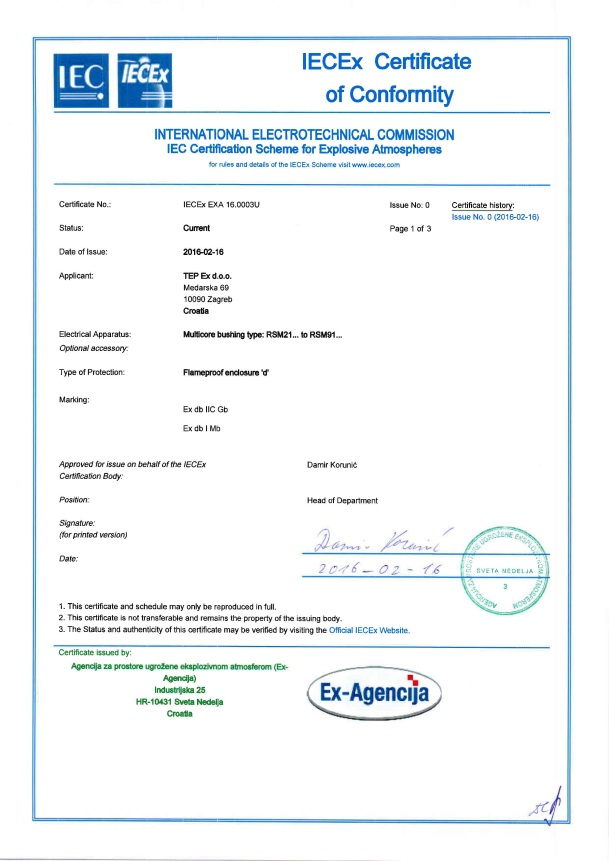 IEC
IECEx
IECEx Certificate
of Conformity
INTERNATIONAL ELECTROTECHNICAL COMMISSION
IEC Certification Scheme for Explosive Atmospheres
for rules and details of the IECEx Scheme visit www.iecex.com
Certificate No.: IECEx EXA 16.0003U Issue No: 0 Certificate history:
Issue No. 0 (2016-02-16)
Status: Current Page 1 of 3
Date of Issue: 2016-02-16
Applicant: TEP Ex d.o.o.
Medarska 69
10090 Zagreb
Croatia
Electrical Apparatus: Multicore bushing type: RSM21... to RSM91...
Optional accessory:
Type of Protection: Flameproof enclosure 'd'
Marking:
Ex db IIC Gb
Ex db I Mb
Approved for issue on behalf of the IECEx Damir Korunić
Certification Body:
Position: Head of Department
Signature:
(for printed version)
Damir Korunić
Date: 2016-02-16
AGENCIJA ZA PROSTORE UGROŽENE EKSPLOZIVNOM ATMOSFEROM
SVETA NEDELJA
3
1. This certificate and schedule may only be reproduced in full.
2. This certificate is not transferable and remains the property of the issuing body.
3. The Status and authenticity of this certificate may be verified by visiting the Official IECEx Website.
Certificate issued by:
Agencija za prostore ugrožene eksplozivnom atmosferom (Ex-
Agencija)
Industrijska 25
HR-10431 Sveta Nedelja
Croatia
Ex-Agencija